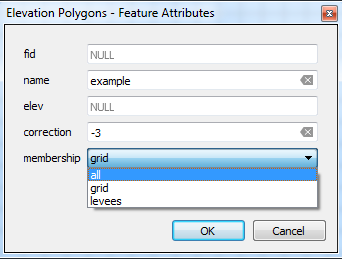 Elevation Polygons - Feature Attributes
fid NULL
name example
elev NULL
correction -3
membership grid
all
grid
levees
OK Cancel